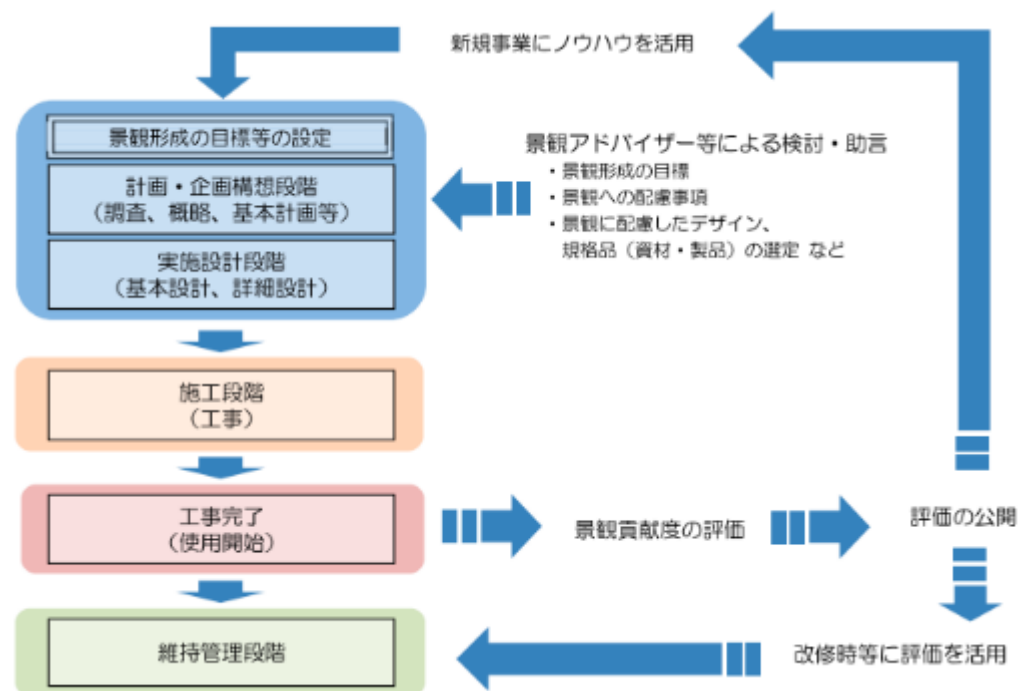 新規事業にノウハウを活用
景観形成の目標等の設定
計画・企画構想段階
（調査、概略、基本計画等）
実施設計段階
（基本設計、詳細設計）
景観アドバイザー等による検討・助言
・景観形成の目標
・景観への配慮事項
・景観に配慮したデザイン、
規格品（資材・製品）の選定 など
施工段階
（工事）
工事完了
（使用開始）
景観貢献度の評価
評価の公開
維持管理段階
改修時等に評価を活用